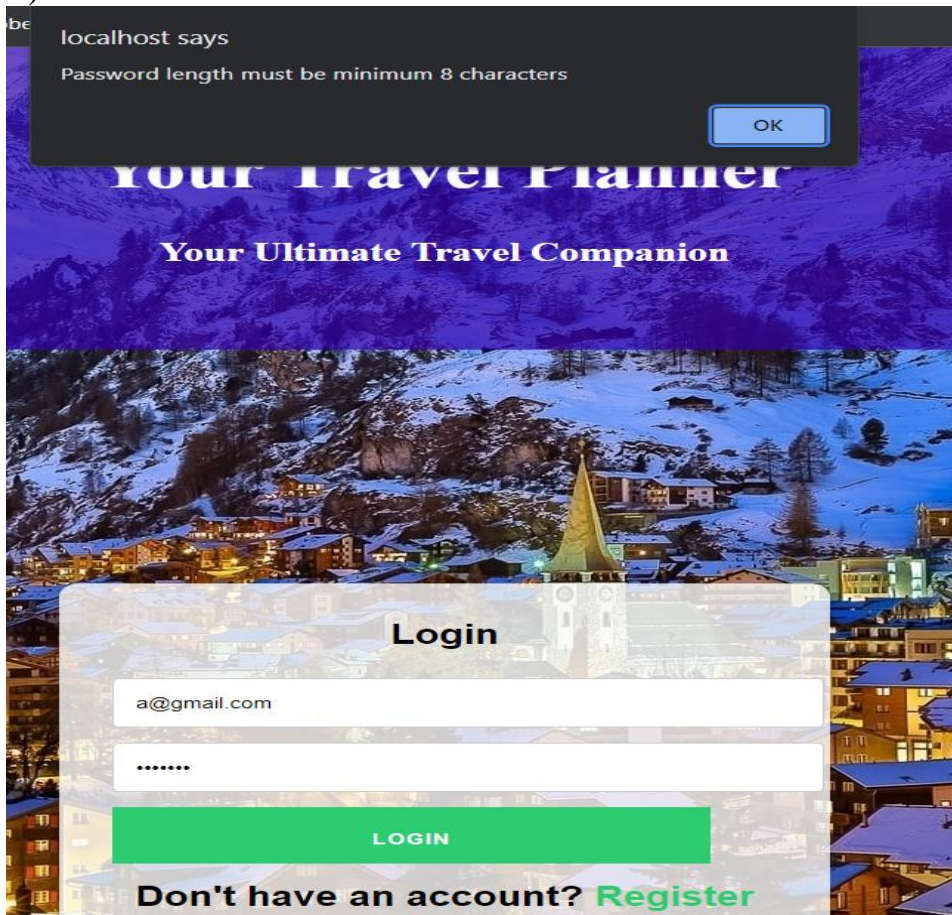 localhost says
Password length must be minimum 8 characters
OK
Your Travel Planner
Your Ultimate Travel Companion
Login
a@gmail.com
•••••••
LOGIN
Don't have an account? Register